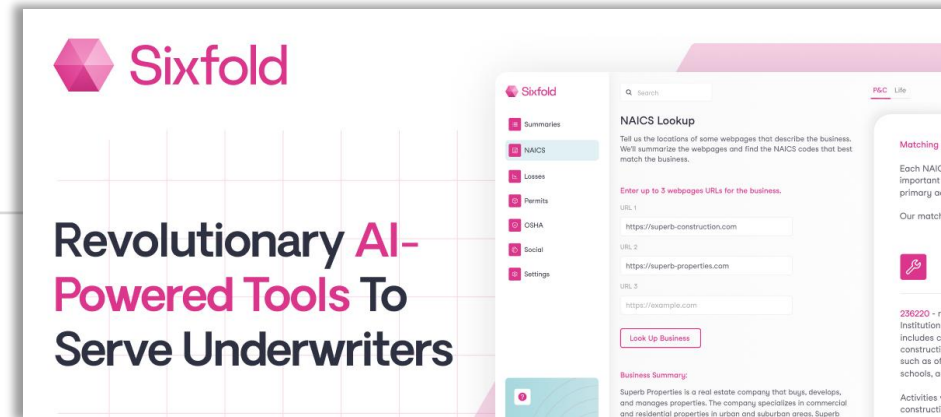 Sixfold
Revolutionary AI-
Powered Tools To
Serve Underwriters
Sixfold
Summaries
NAICS
Losses
Permits
OSHA
Social
Settings
Search
NAICS Lookup
Tell us the locations of some webpages that describe the business.
We'll summarize the webpages and find the NAICS codes that best
match the business.
Enter up to 3 webpages URLs for the business.
URL 1
https://superb-construction.com
URL 2
https://superb-properties.com
URL 3
https://example.com
Look Up Business
Business Summary:
Superb Properties is a real estate company that buys, develops,
and manages properties. The company specializes in commercial
and residential properties in urban and suburban areas. Superb
P&C Life
Matching
Each NAIC
important
primary a
Our match
236220 - r
Institution
includes c
constructi
such as of
schools, a
Activities
constructi